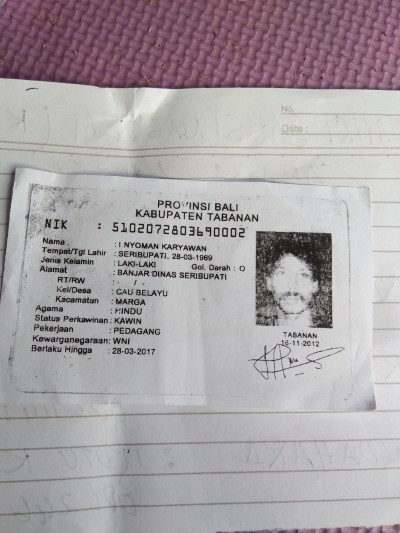 No.
Date :
PROVINSI BALI
KABUPATEN TABANAN
NIK : 5102072803690002
Nama : I NYOMAN KARYAWAN
Tempat/Tgl Lahir : SERIBUPATI, 28-03-1969
Jenis Kelamin : LAKI-LAKI Gol. Darah : O
Alamat : BANJAR DINAS SERIBUPATI
RT/RW : - / -
Kel/Desa : CAU BELAYU
Kecamatan : MARGA
Agama : HINDU
Status Perkawinan : KAWIN
Pekerjaan : PEDAGANG
Kewarganegaraan: WNI
Berlaku Hingga : 28-03-2017
TABANAN
16-11-2012